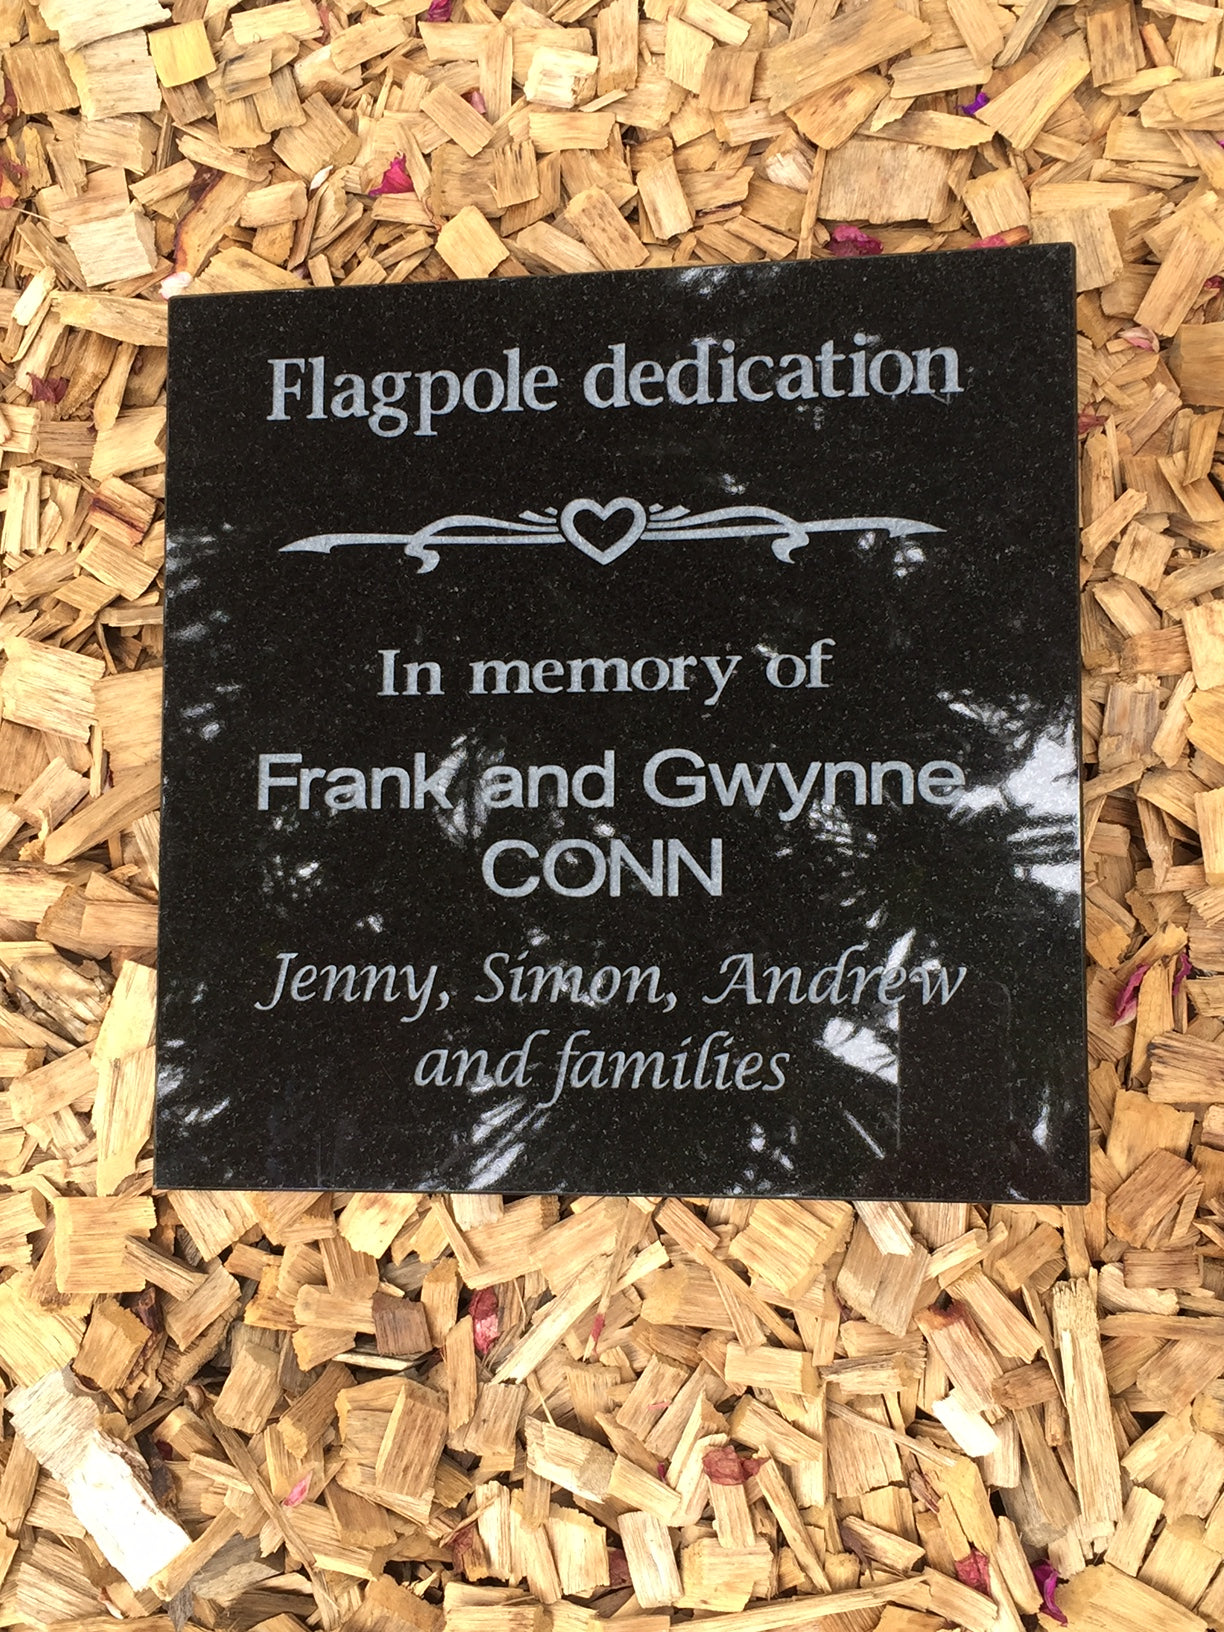 Flagpole dedication
In memory of
Frank and Gwynne
CONN
Jenny, Simon, Andrew
and families